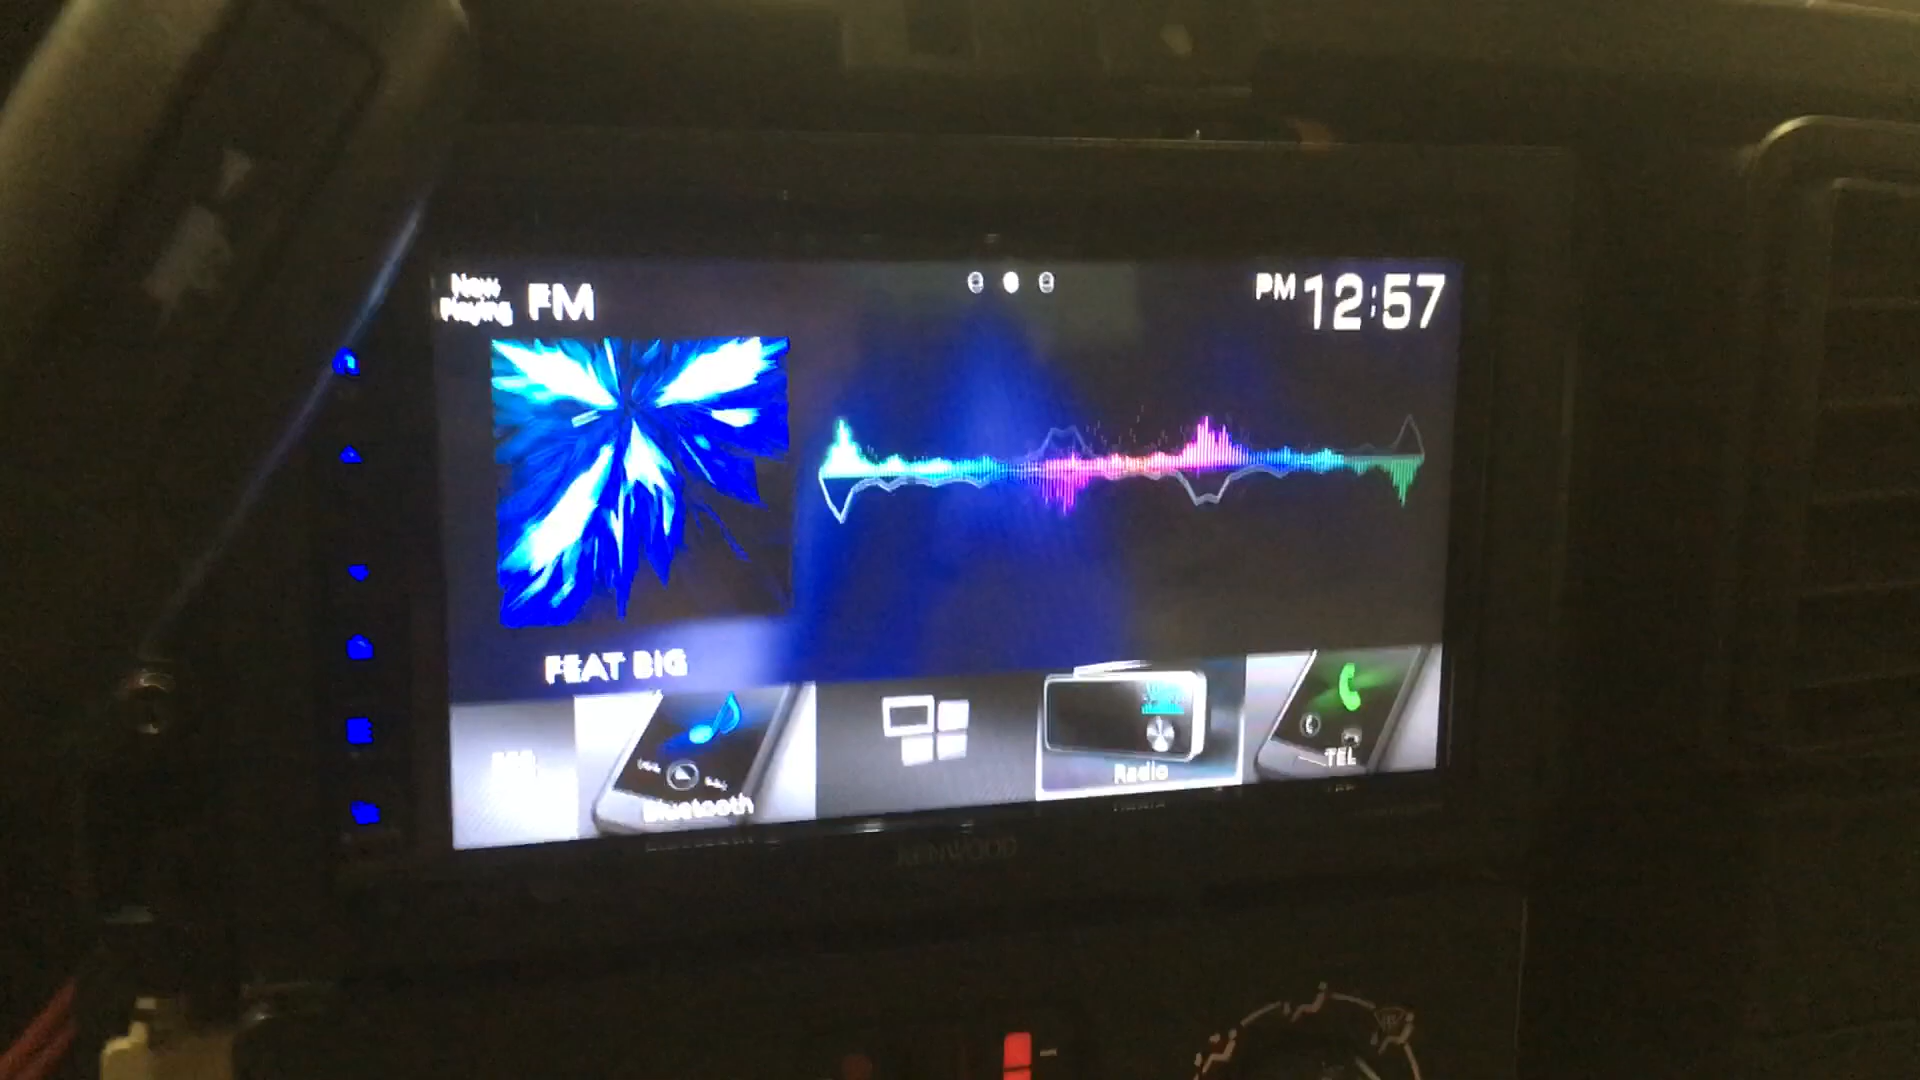 Now
Playing
FM
PM 12:57
FEAT BIG
Bluetooth
Radio
TEL
KENWOOD